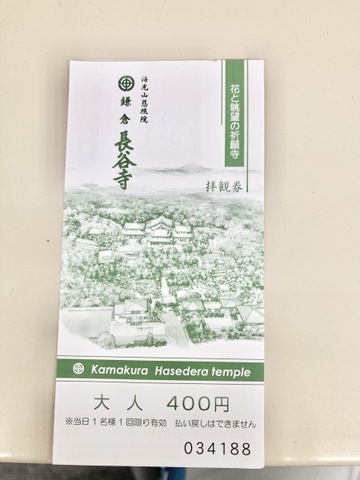 花と眺望の祈願寺
拝観券
海光山慈照院
鎌倉 長谷寺
Kamakura Hasedera temple
大人 400円
※当日1名様1回限り有効 払い戻しはできません
034188